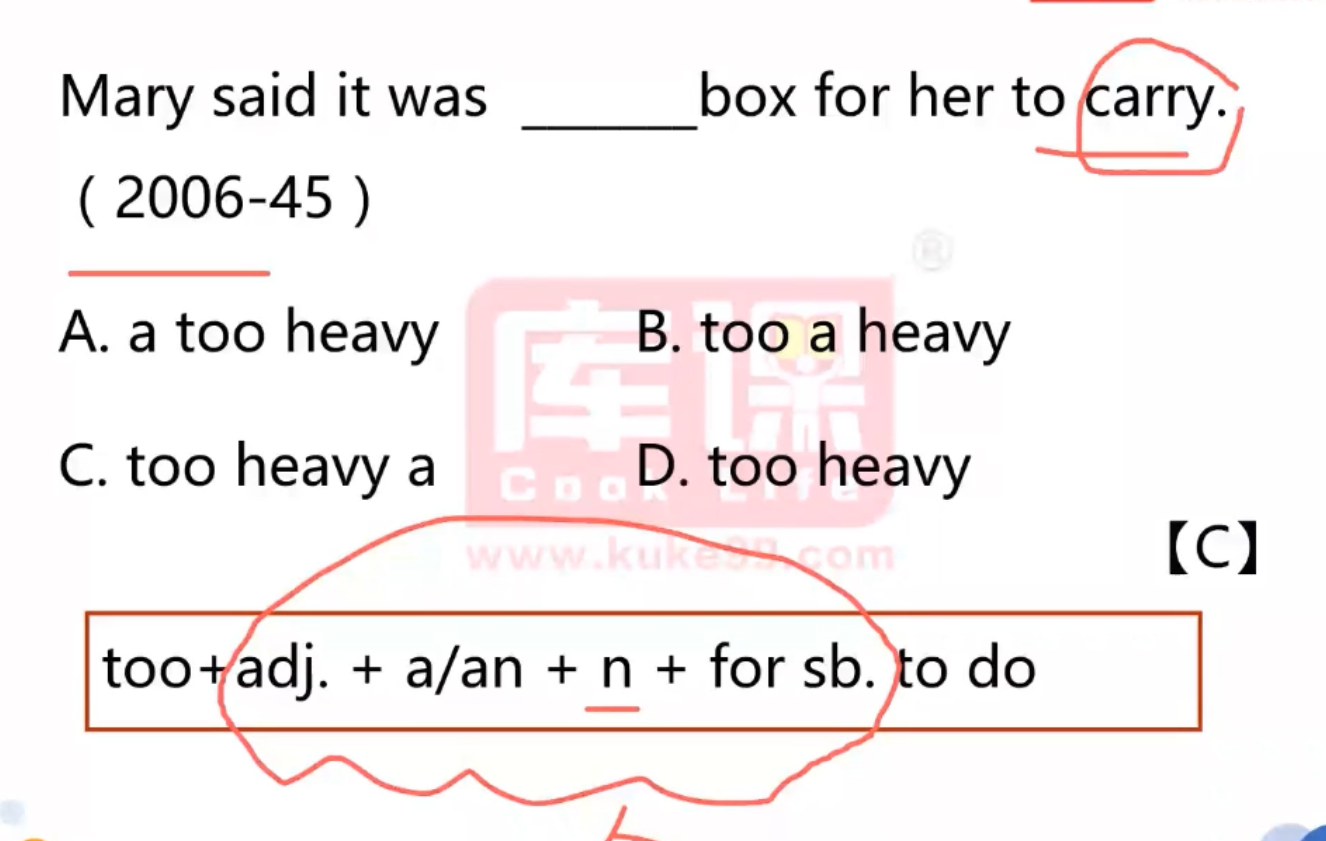 Mary said it was _______box for her to carry.
( 2006-45 )
®
A. a too heavy B. too a heavy
库课
C. too heavy a D. too heavy
Cook Life
【C】
www.kuke99.com
too+adj. + a/an + n + for sb. to do